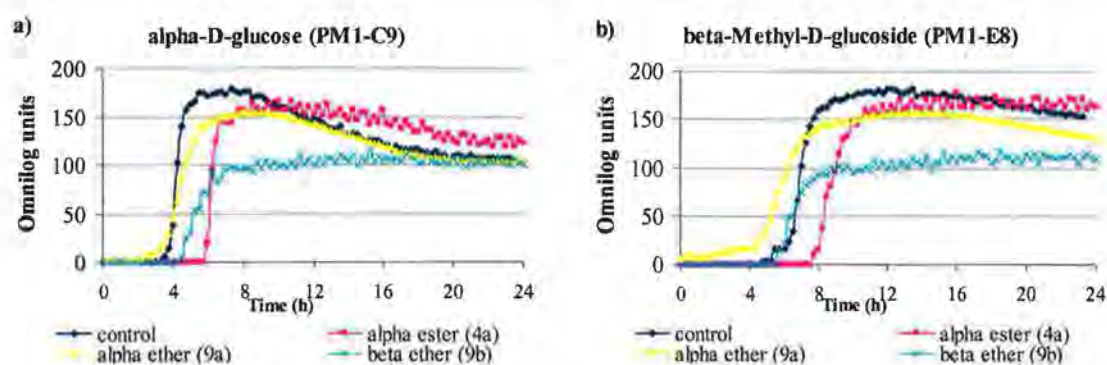 a)
alpha-D-glucose (PM1-C9)
Omnilog units
200
150
100
50
0
0 4 8 12 16 20 24
Time (h)
control
alpha ester (4a)
alpha ether (9a)
beta ether (9b)
b)
beta-Methyl-D-glucoside (PM1-E8)
Omnilog units
200
150
100
50
0
0 4 8 12 16 20 24
Time (h)
control
alpha ester (4a)
alpha ether (9a)
beta ether (9b)